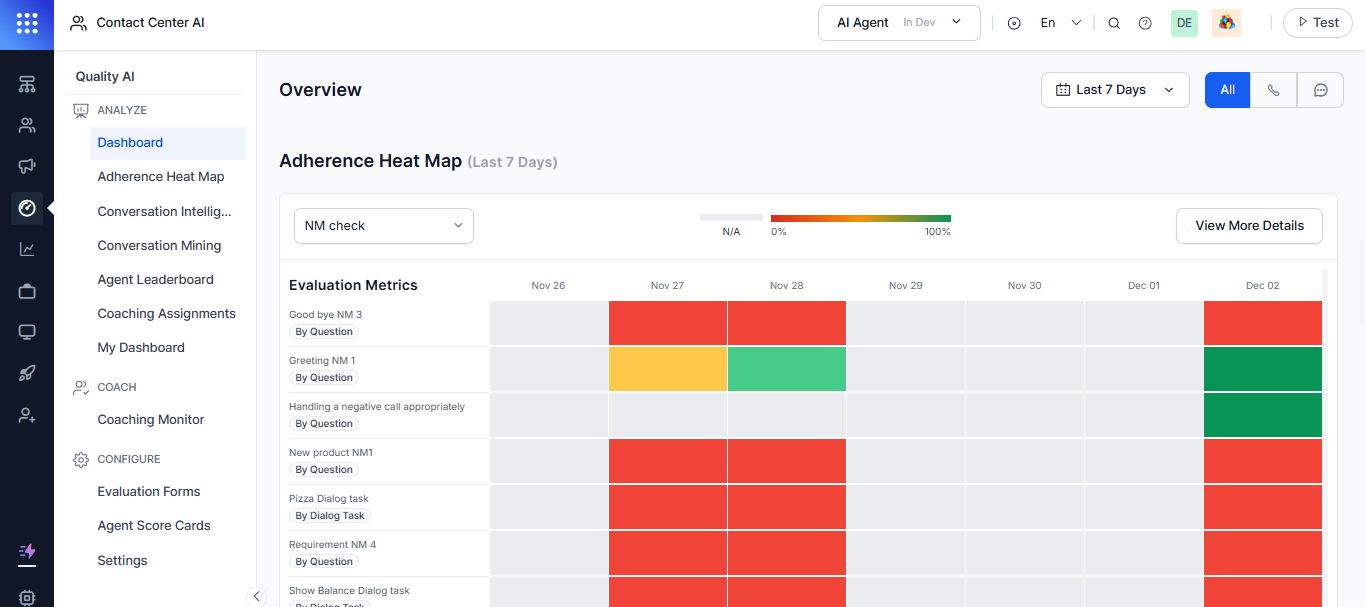 Contact Center AI
AI Agent In Dev
En
DE
Test
Quality AI
ANALYZE
Dashboard
Adherence Heat Map
Conversation Intellig...
Conversation Mining
Agent Leaderboard
Coaching Assignments
My Dashboard
COACH
Coaching Monitor
CONFIGURE
Evaluation Forms
Agent Score Cards
Settings
Overview
Last 7 Days
All
Adherence Heat Map (Last 7 Days)
NM check
N/A
0%
100%
View More Details
Evaluation Metrics
Nov 26
Nov 27
Nov 28
Nov 29
Nov 30
Dec 01
Dec 02
Good bye NM 3
By Question
Greeting NM 1
By Question
Handling a negative call appropriately
By Question
New product NM1
By Question
Pizza Dialog task
By Dialog Task
Requirement NM 4
By Question
Show Balance Dialog task
By Dialog Task